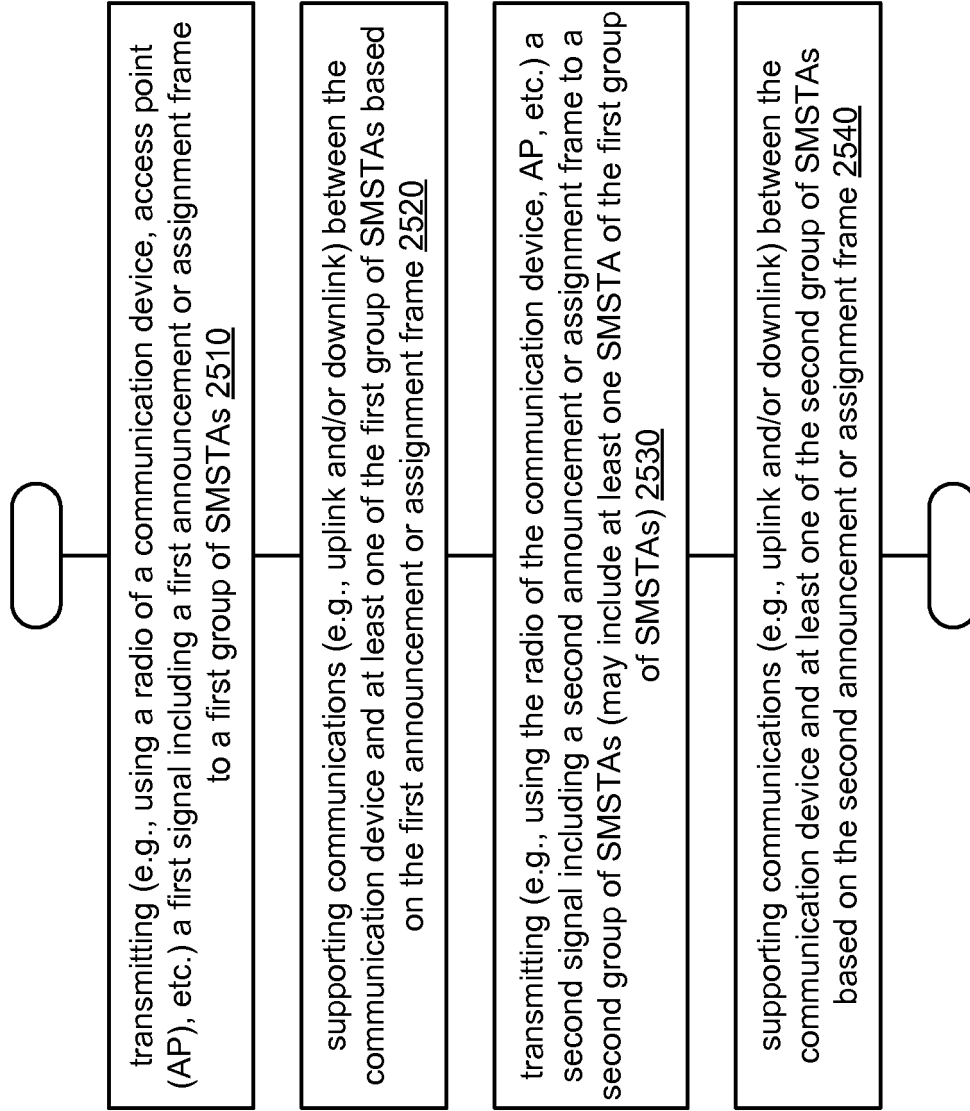 transmitting (e.g., using a radio of a communication device, access point
(AP), etc.) a first signal including a first announcement or assignment frame
to a first group of SMSTAs 2510
supporting communications (e.g., uplink and/or downlink) between the
communication device and at least one of the first group of SMSTAs based
on the first announcement or assignment frame 2520
transmitting (e.g., using the radio of the communication device, AP, etc.) a
second signal including a second announcement or assignment frame to a
second group of SMSTAs (may include at least one SMSTA of the first group
of SMSTAs) 2530
supporting communications (e.g., uplink and/or downlink) between the
communication device and at least one of the second group of SMSTAs
based on the second announcement or assignment frame 2540